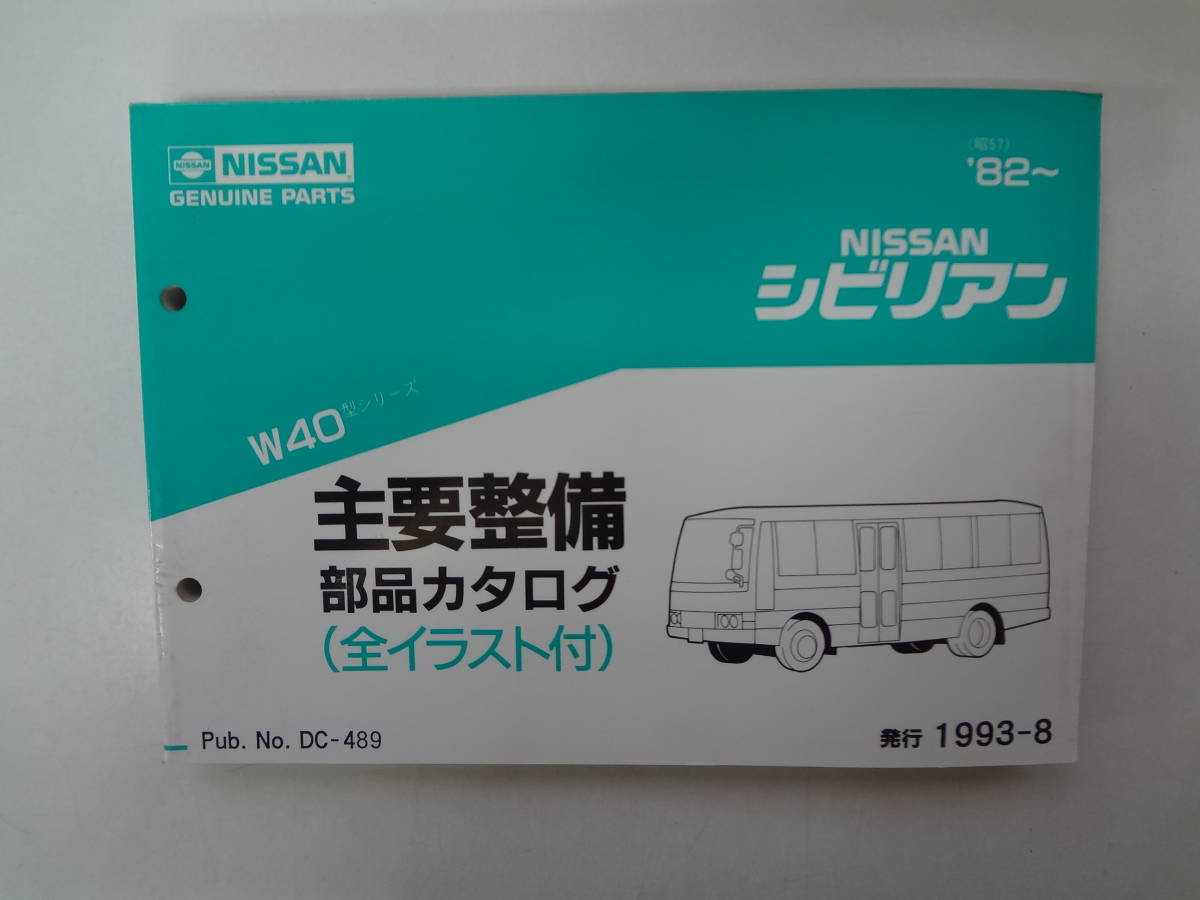 NISSAN
NISSAN
GENUINE PARTS
(昭57)
'82~
NISSAN
シビリアン
W40型シリーズ
主要整備
部品カタログ
(全イラスト付)
Pub. No. DC-489
発行 1993-8